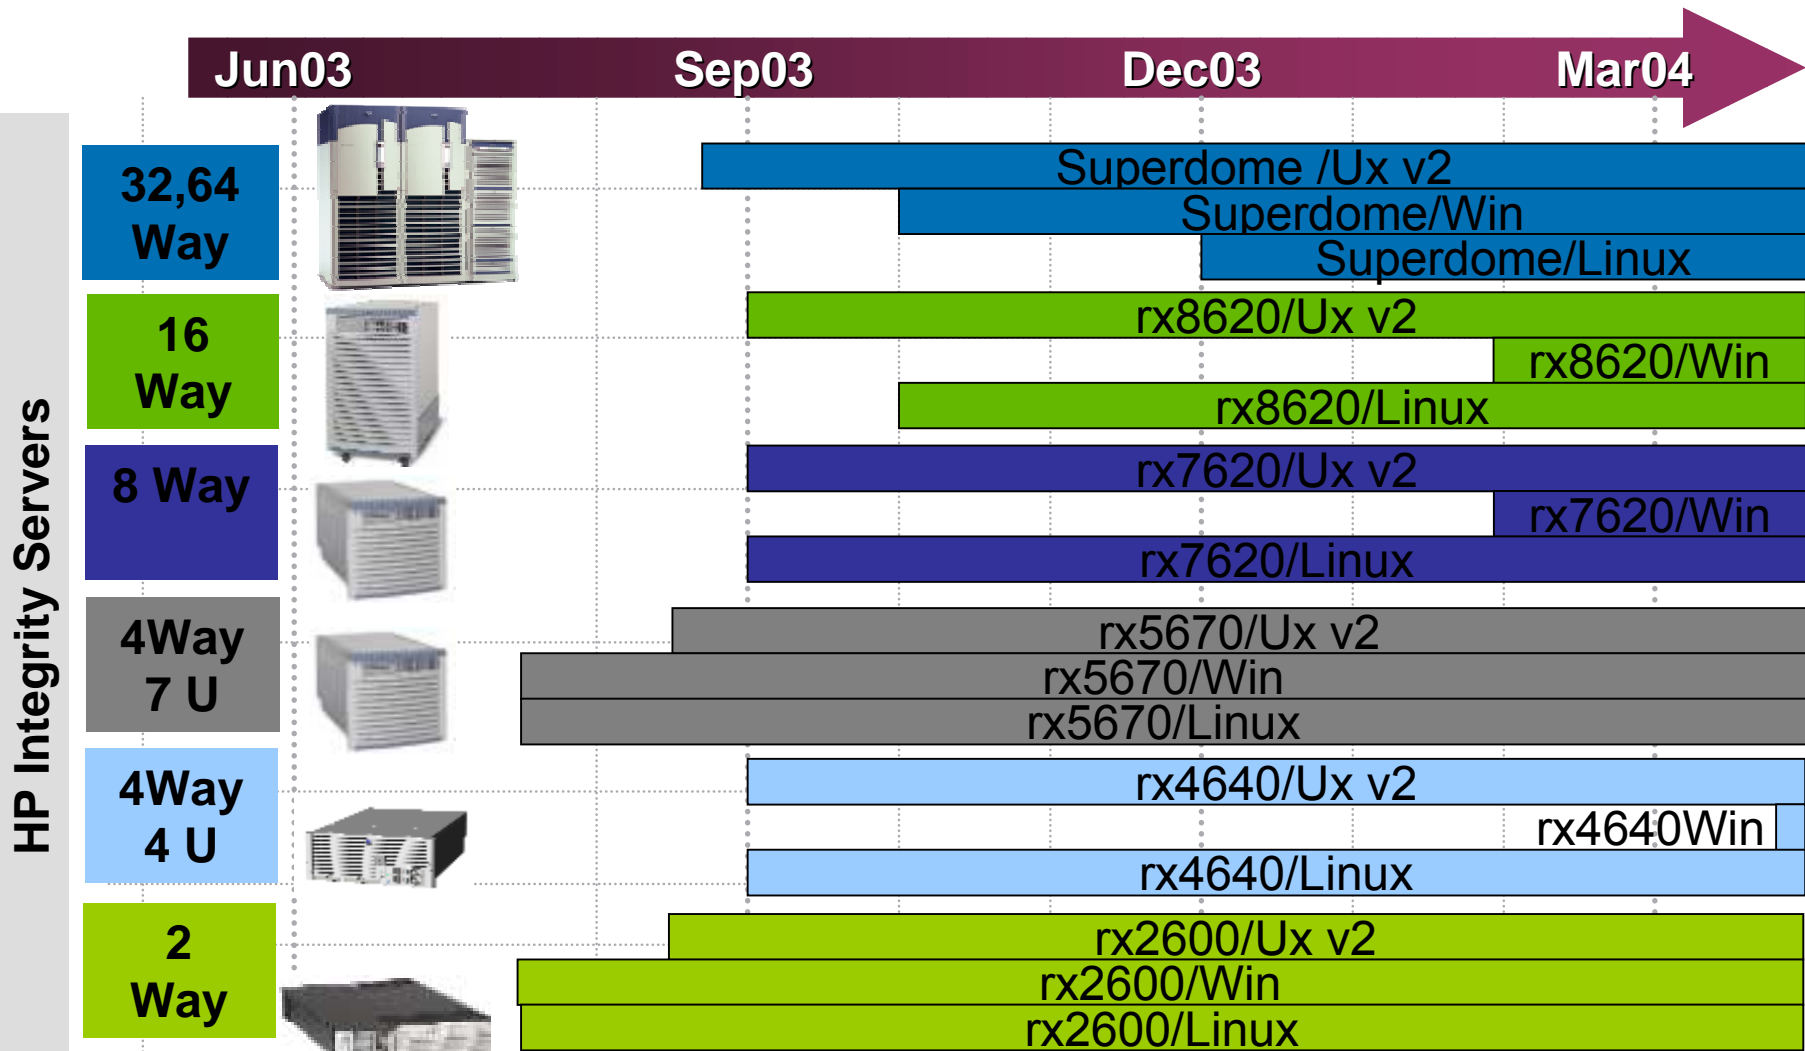 Jun03 Sep03 Dec03 Mar04
HP Integrity Servers
32,64
Way
Superdome /Ux v2
Superdome/Win
Superdome/Linux
16
Way
rx8620/Ux v2
rx8620/Win
rx8620/Linux
8 Way
rx7620/Ux v2
rx7620/Win
rx7620/Linux
4Way
7 U
rx5670/Ux v2
rx5670/Win
rx5670/Linux
4Way
4 U
rx4640/Ux v2
rx4640Win
rx4640/Linux
2
Way
rx2600/Ux v2
rx2600/Win
rx2600/Linux